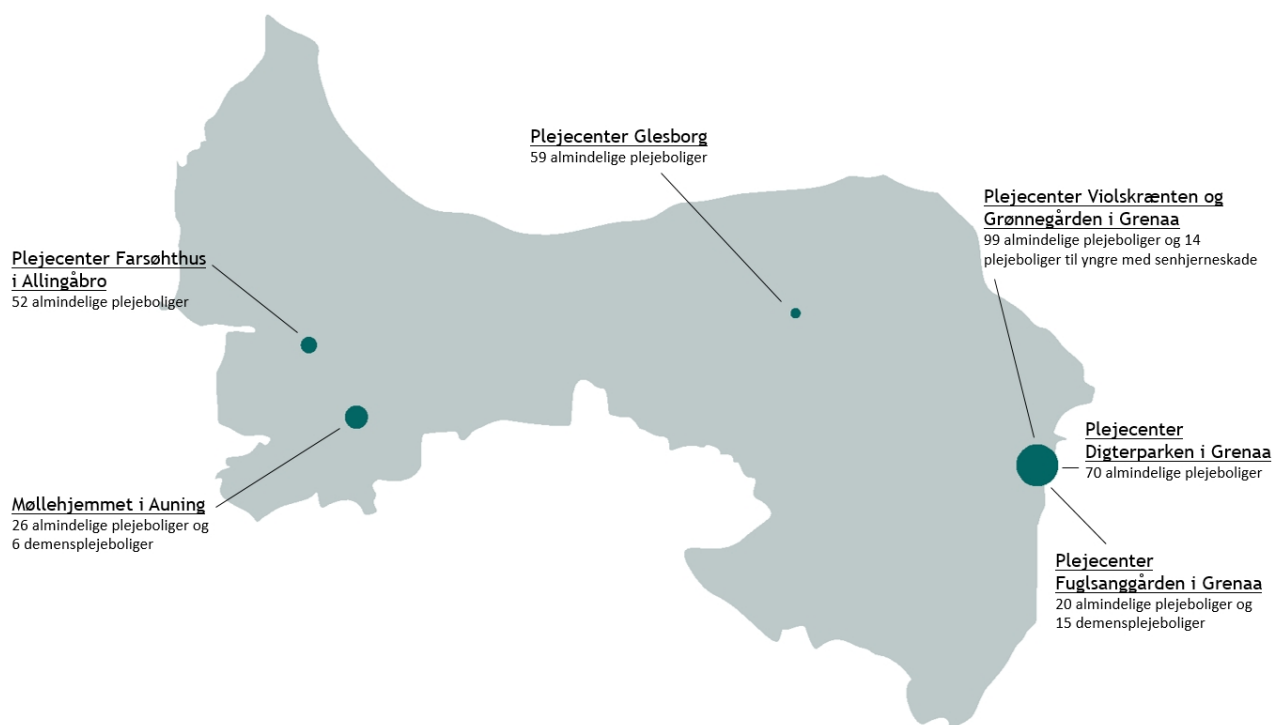 Plejecenter Glesborg
59 almindelige plejeboliger
Plejecenter Violskrænten og
Grønnegården i Grenaa
99 almindelige plejeboliger og 14
plejeboliger til yngre med senhjerneskade
Plejecenter Farsøhthus
i Allingåbro
52 almindelige plejeboliger
Plejecenter
Digterparken i Grenaa
70 almindelige plejeboliger
Møllehjemmet i Auning
26 almindelige plejeboliger og
6 demensplejeboliger
Plejecenter
Fuglsanggården i Grenaa
20 almindelige plejeboliger og
15 demensplejeboliger